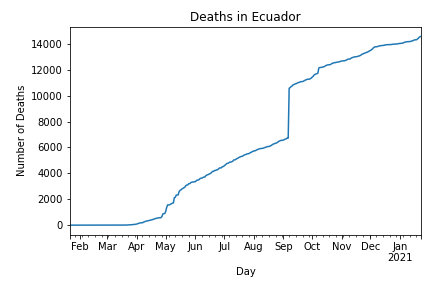 Deaths in Ecuador
Number of Deaths
14000
12000
10000
8000
6000
4000
2000
0
Feb Mar Apr May Jun Jul Aug Sep Oct Nov Dec Jan
2021
Day